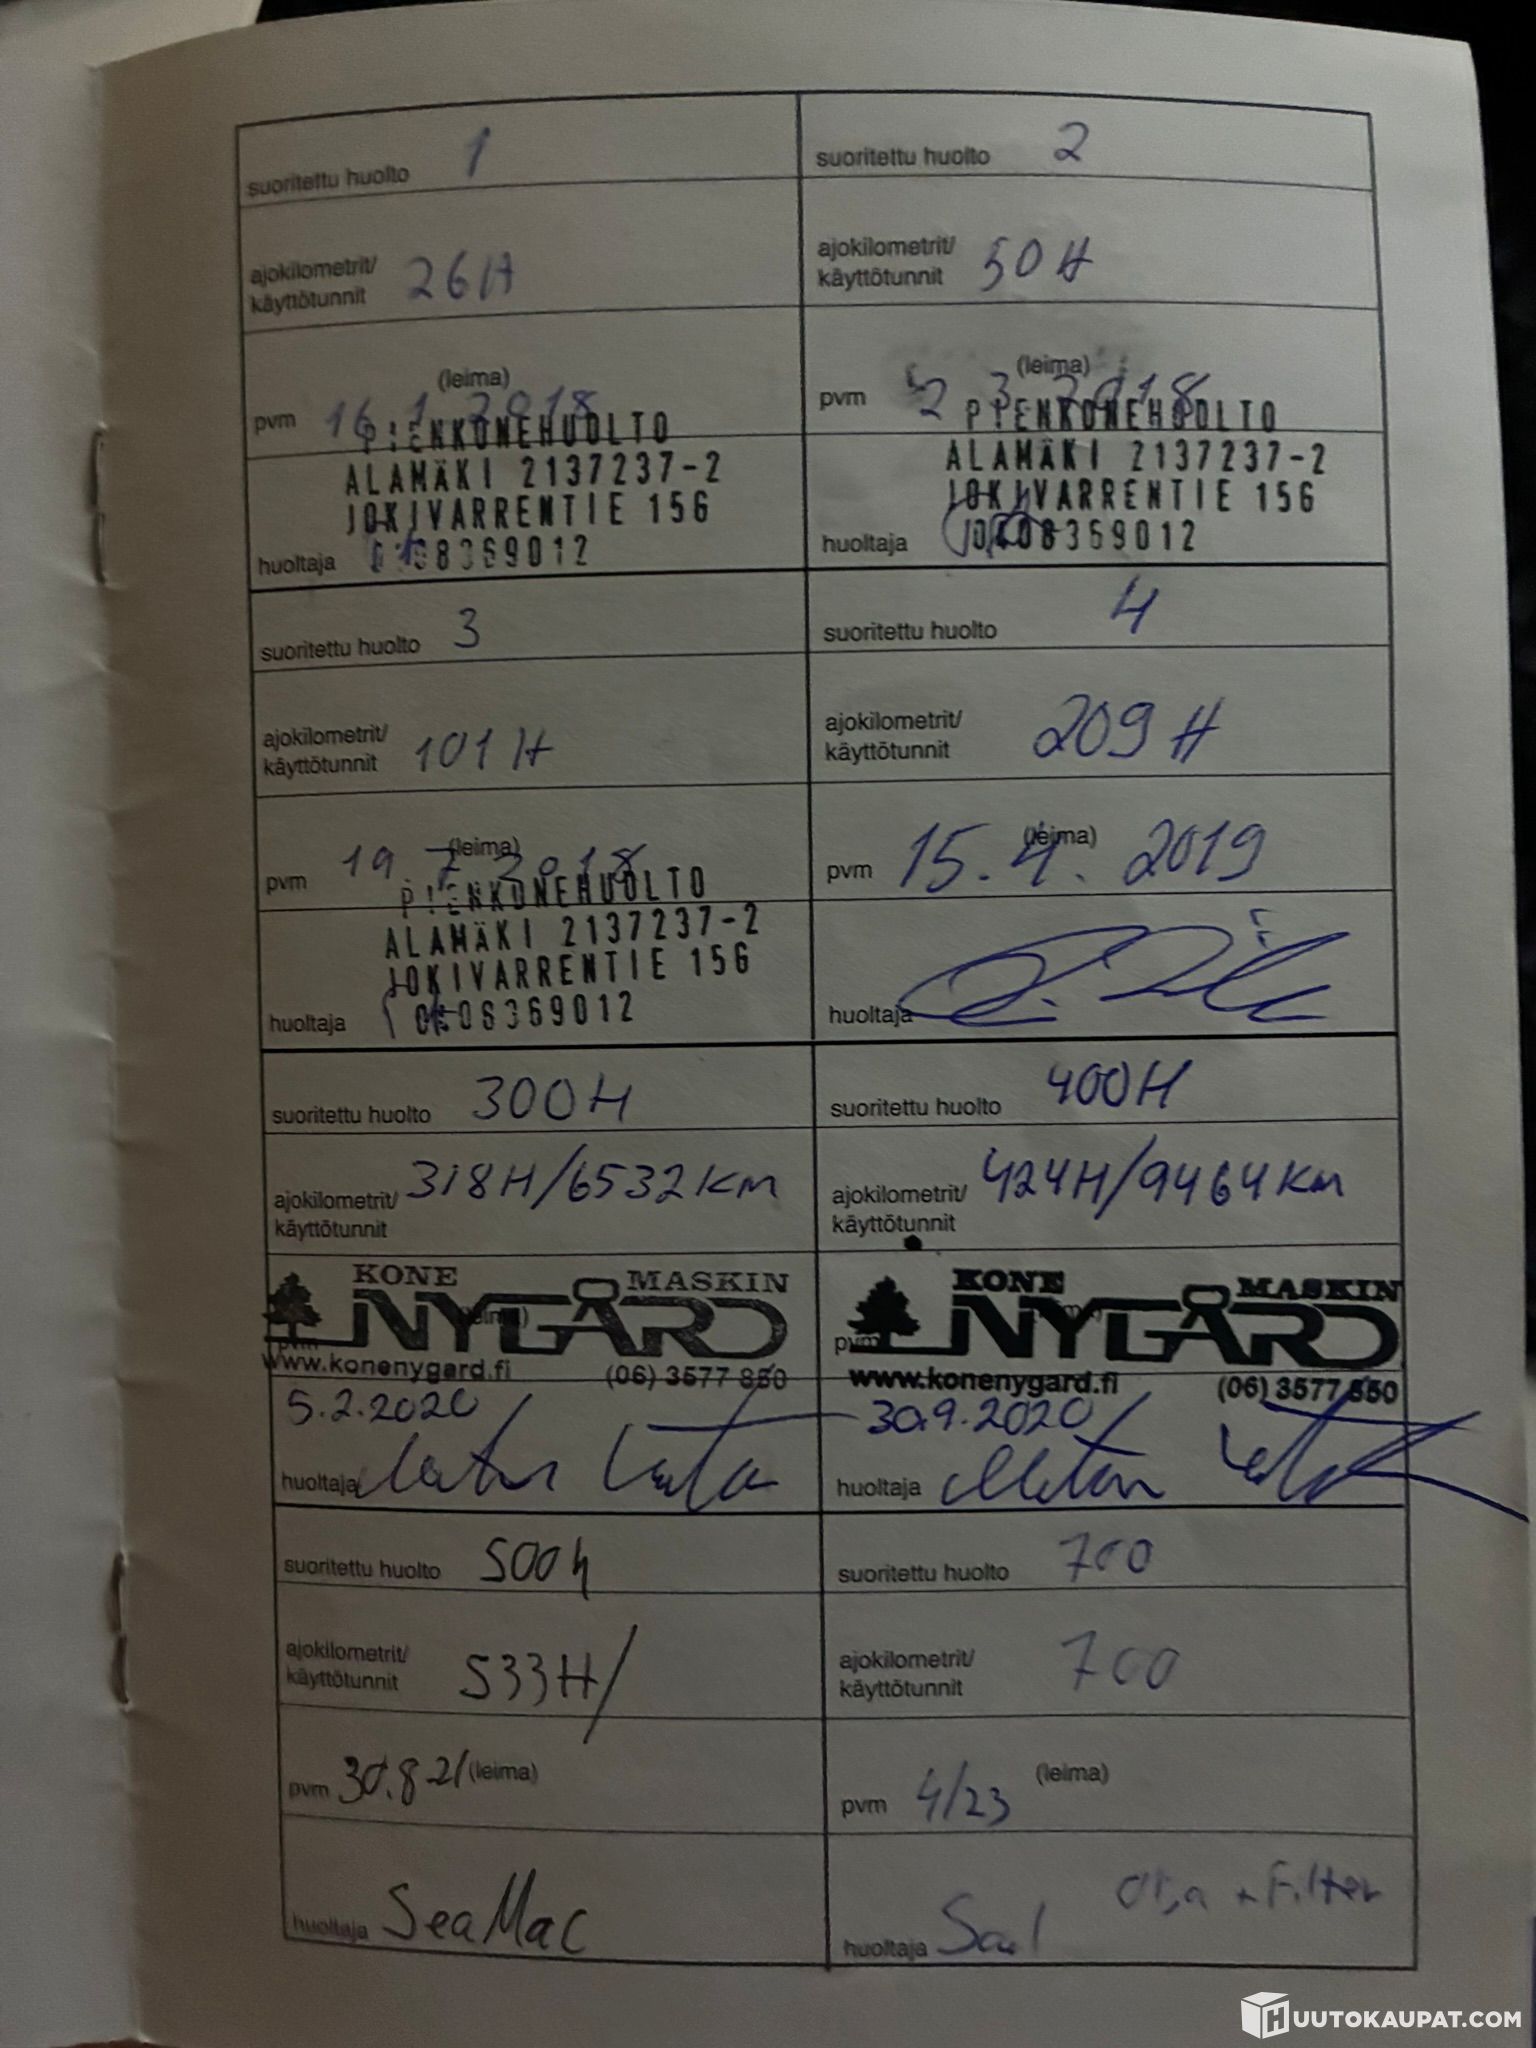 suoritettu huolto 1
ajokilometrit/
käyttötunnit 26H
(leima)
pvm 16.1.2018
PIENKONEHUOLTO
ALAMÄKI 2137237-2
JOKIVARRENTIE 156
huoltaja 0408369012
suoritettu huolto 2
ajokilometrit/
käyttötunnit 50H
(leima)
pvm 2 3 2018
PIENKONEHUOLTO
ALAMÄKI 2137237-2
JOKIVARRENTIE 156
huoltaja 0408369012
suoritettu huolto 3
ajokilometrit/
käyttötunnit 101H
(leima)
pvm 19.7.2018
PIENKONEHUOLTO
ALAMÄKI 2137237-2
JOKIVARRENTIE 156
huoltaja 0408369012
suoritettu huolto 4
ajokilometrit/
käyttötunnit 209H
(leima)
pvm 15.4.2019
huoltaja
suoritettu huolto 300H
ajokilometrit/ 318H/6532KM
käyttötunnit
KONE MASKIN
NYGÅRD
pvm
www.konenygard.fi (06) 3577 850
5.2.2020
huoltaja
suoritettu huolto 400H
ajokilometrit/ 424H/9464KM
käyttötunnit
KONE MASKIN
NYGÅRD
pvm
www.konenygard.fi (06) 3577 850
30.9.2020
huoltaja
suoritettu huolto 500h
ajokilometrit/
käyttötunnit 533H/
pvm 30.8 21 (leima)
huoltaja SeaMac
suoritettu huolto 700
ajokilometrit/
käyttötunnit 700
(leima)
pvm 4/23
+ Filter
huoltaja
HUUTOKAUPAT.COM